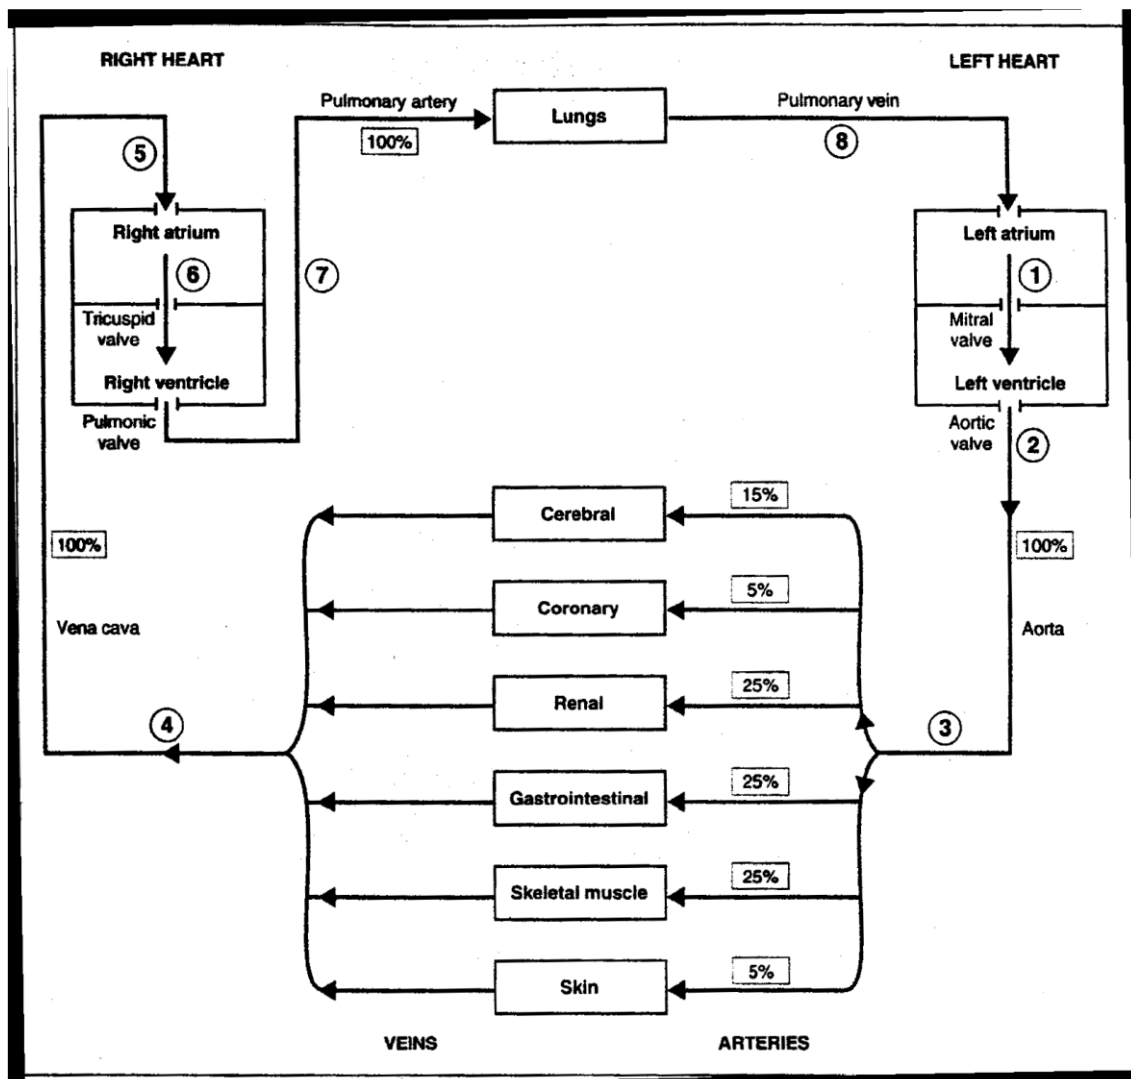 RIGHT HEART
LEFT HEART
Pulmonary artery
Lungs
Pulmonary vein
100%
5
8
Right atrium
Left atrium
6
7
1
Tricuspid
valve
Mitral
valve
Right ventricle
Left ventricle
Pulmonic
valve
Aortic
valve
2
Cerebral
15%
100%
100%
Coronary
5%
Vena cava
Aorta
Renal
25%
4
3
Gastrointestinal
25%
Skeletal muscle
25%
Skin
5%
VEINS
ARTERIES